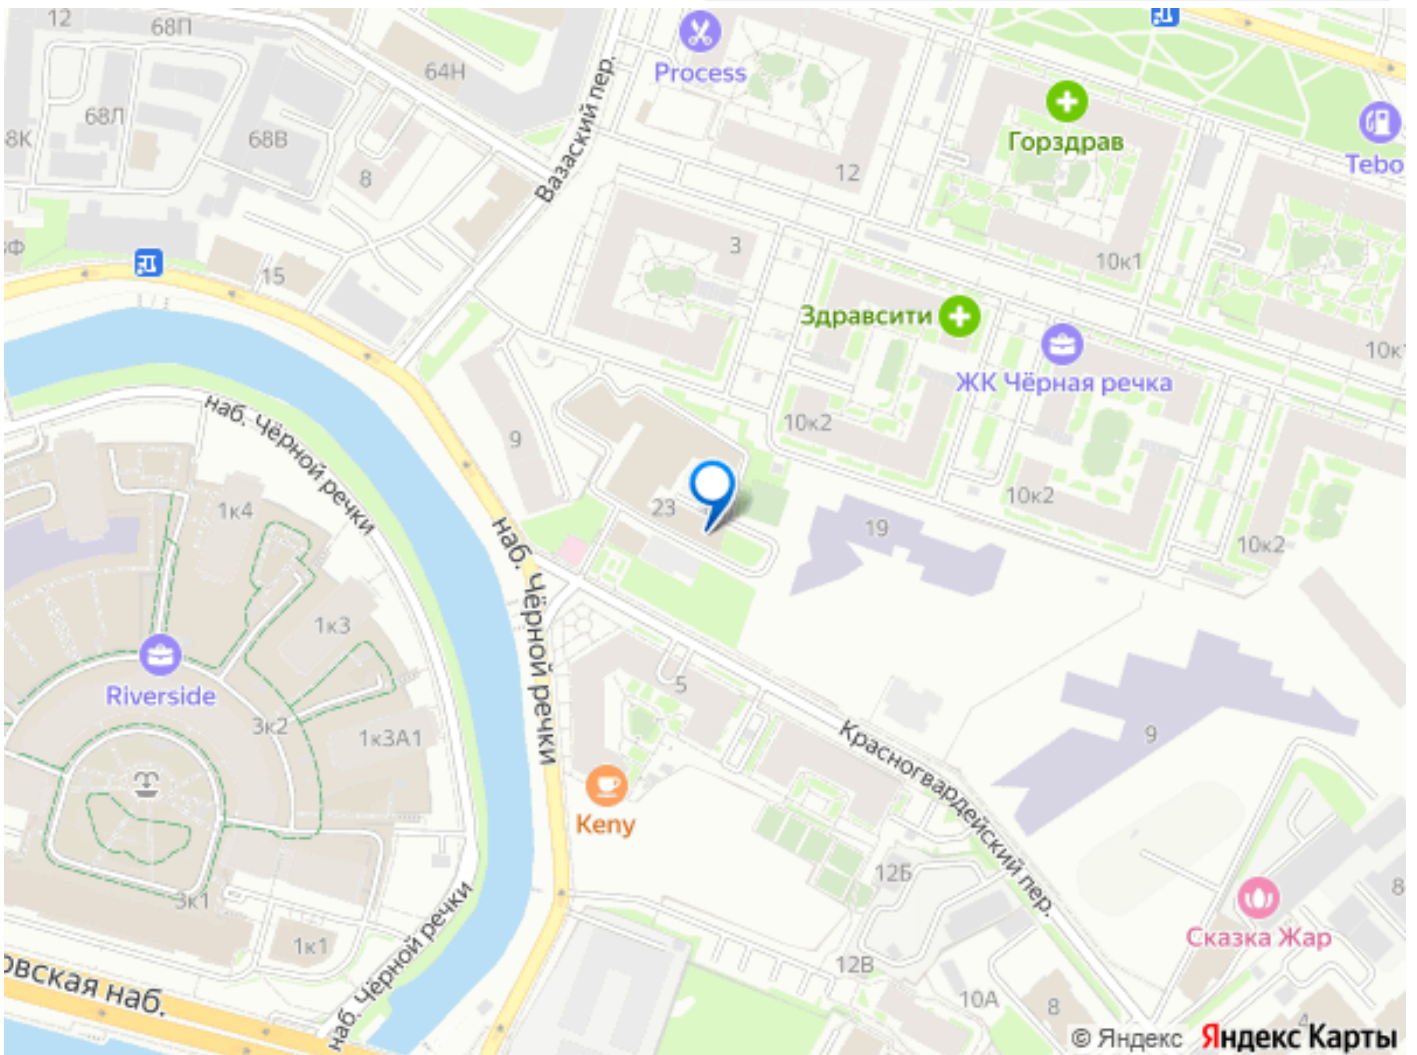 12
68П
64Н
Process
68Л
68В
8К
8
Вазаский пер.
Горздрав
Tebo
12
3
10к1
15
Здравсити
ЖК Чёрная речка
10к
9
10к2
наб. Чёрной речки
1к4
23
19
10к2
10к2
наб. Чёрной речки
1к3
Riverside
3к2
1к3А1
5
Красногвардейский пер.
9
Keny
12Б
3к1
1к1
наб. Чёрной речки
Сказка Жар
8
12В
10А
8
4
овская наб.
© Яндекс Яндекс Карты